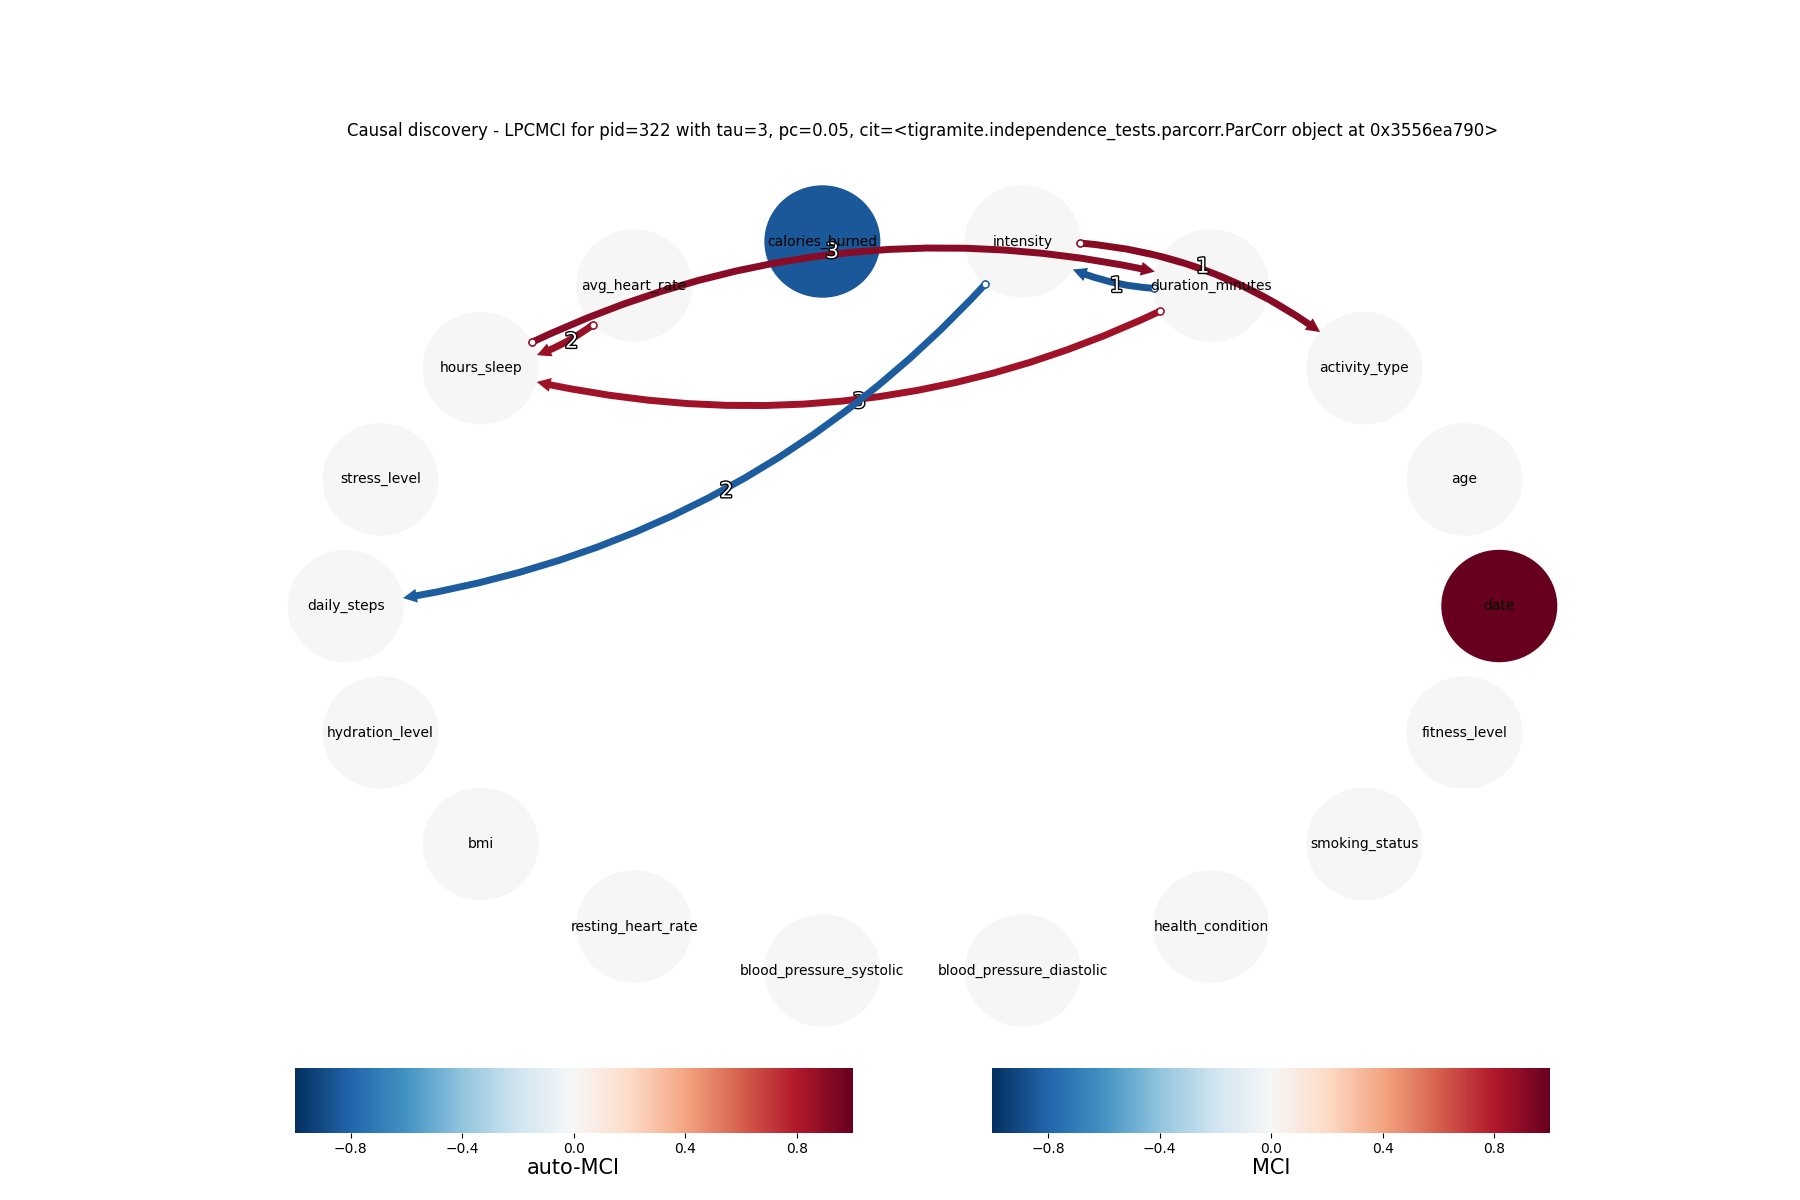 Causal discovery - LPCMCI for pid=322 with tau=3, pc=0.05, cit=<tigramite.independence_tests.parcorr.ParCorr object at 0x3556ea790>
calories_burned
intensity
3
1
avg_heart_rate
1
duration_minutes
2
hours_sleep
activity_type
3
stress_level
age
2
daily_steps
date
hydration_level
fitness_level
bmi
smoking_status
resting_heart_rate
health_condition
blood_pressure_systolic
blood_pressure_diastolic
−0.8 −0.4 0.0 0.4 0.8
auto-MCI
−0.8 −0.4 0.0 0.4 0.8
MCI